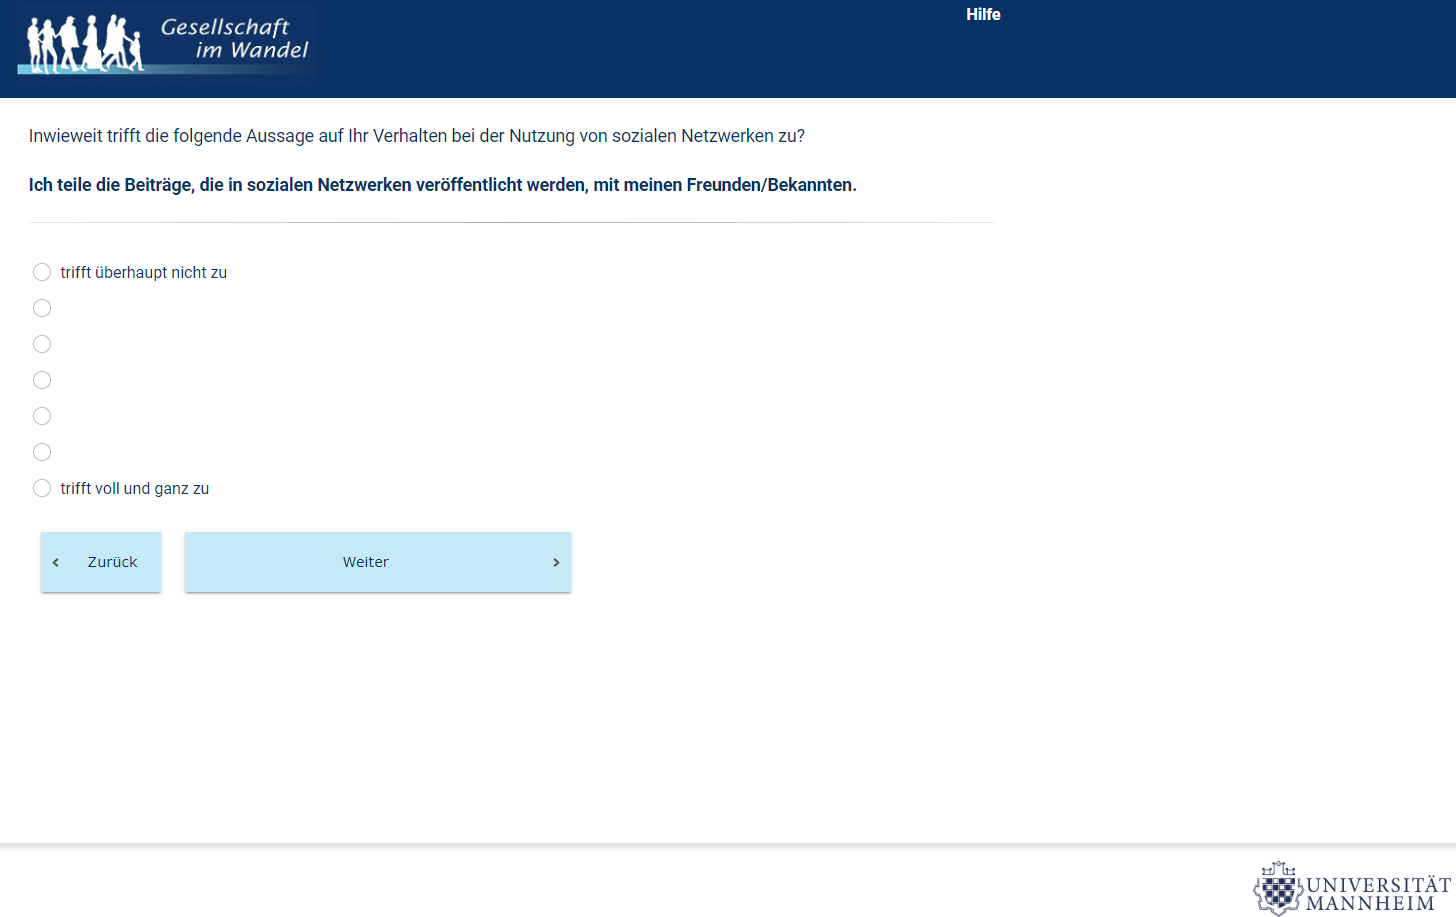 Gesellschaft
im Wandel
Hilfe
Inwieweit trifft die folgende Aussage auf Ihr Verhalten bei der Nutzung von sozialen Netzwerken zu?
Ich teile die Beiträge, die in sozialen Netzwerken veröffentlicht werden, mit meinen Freunden/Bekannten.
trifft überhaupt nicht zu
trifft voll und ganz zu
‹ Zurück
Weiter ›
UNIVERSITÄT
MANNHEIM